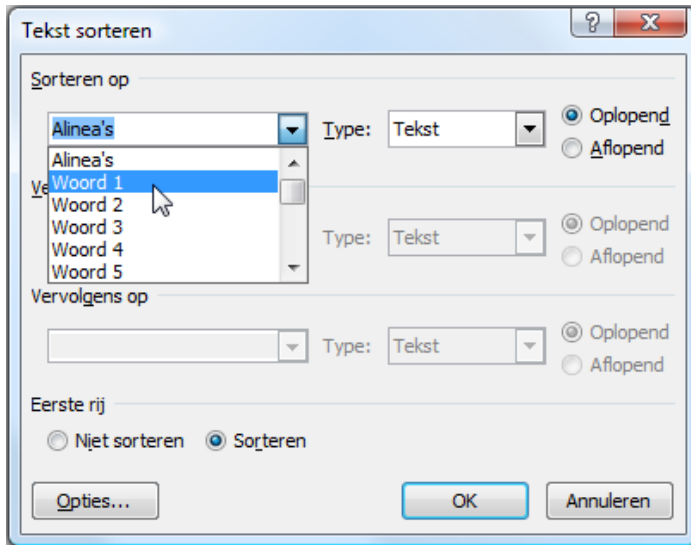 Tekst sorteren
Sorteren op
Alinea's Type: Tekst Oplopend
Aflopend
Alinea's
Woord 1
Woord 2
Woord 3
Woord 4
Woord 5
Ve
Type: Tekst Oplopend
Aflopend
Vervolgens op
Type: Tekst Oplopend
Aflopend
Eerste rij
Niet sorteren Sorteren
Opties... OK Annuleren